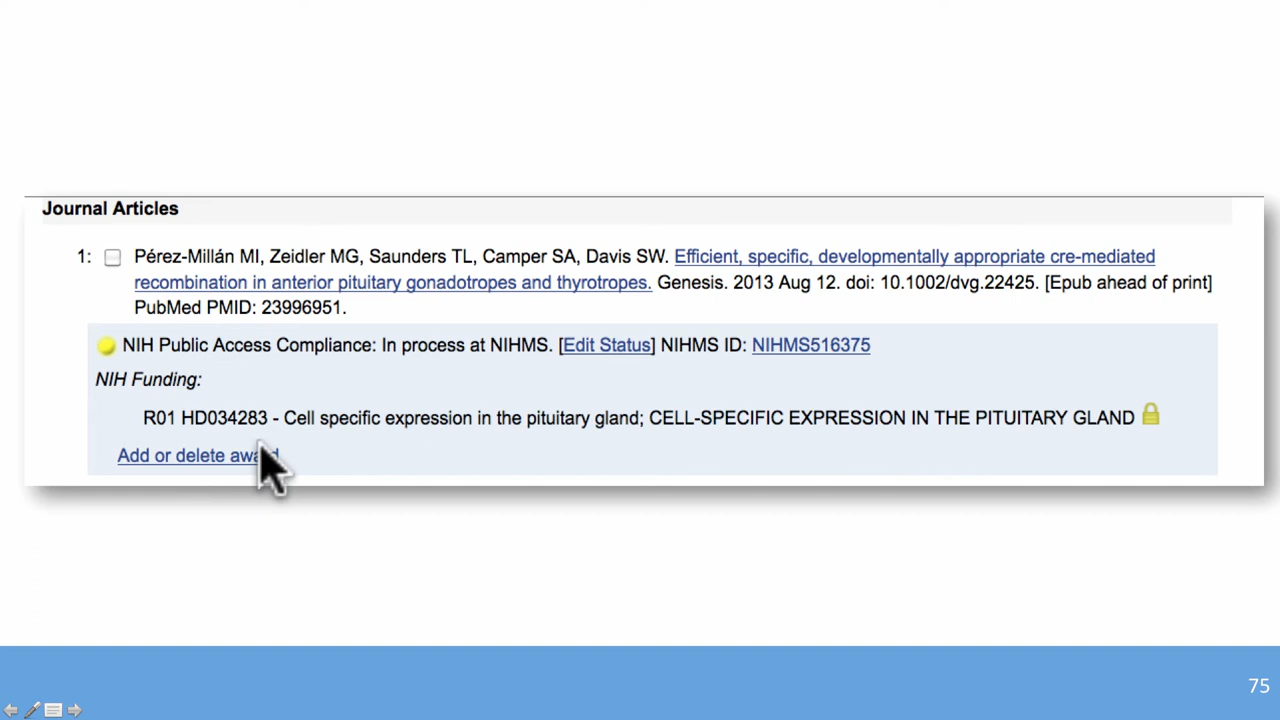 Journal Articles
1: Pérez-Millán MI, Zeidler MG, Saunders TL, Camper SA, Davis SW. Efficient, specific, developmentally appropriate cre-mediated
recombination in anterior pituitary gonadotropes and thyrotropes. Genesis. 2013 Aug 12. doi: 10.1002/dvg.22425. [Epub ahead of print]
PubMed PMID: 23996951.
NIH Public Access Compliance: In process at NIHMS. [Edit Status] NIHMS ID: NIHMS516375
NIH Funding:
R01 HD034283 - Cell specific expression in the pituitary gland; CELL-SPECIFIC EXPRESSION IN THE PITUITARY GLAND
Add or delete award
75